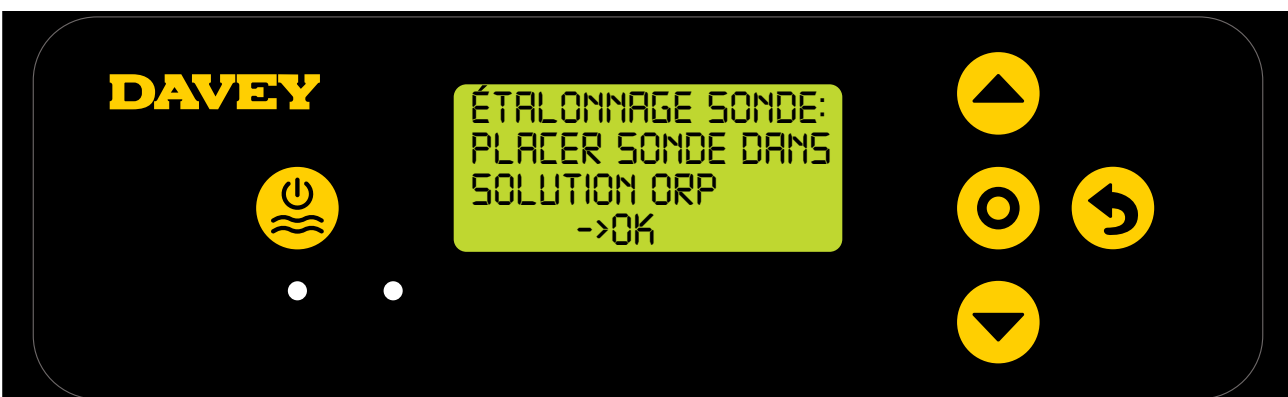 DAVEY
ÉTALONNAGE SONDE:
PLACER SONDE DANS
SOLUTION ORP
->OK